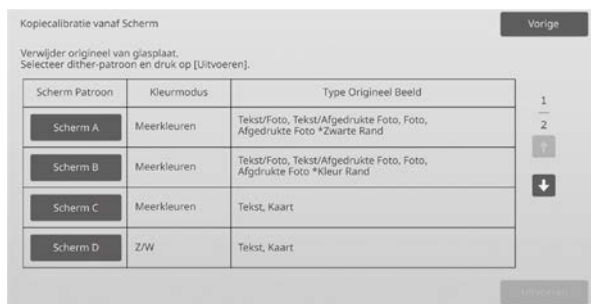 Kopiecalibratie vanaf Scherm
Vorige
Verwijder origineel van glasplaat.
Selecteer dither-patroon en druk op [Uitvoeren].
Scherm Patroon Kleurmodus Type Origineel Beeld
Scherm A Meerkleuren Tekst/Foto, Tekst/Afgedrukte Foto, Foto,
Afgedrukte Foto *Zwarte Rand
Scherm B Meerkleuren Tekst/Foto, Tekst/Afgedrukte Foto, Foto,
Afgdrukte Foto *Kleur Rand
Scherm C Meerkleuren Tekst, Kaart
Scherm D Z/W Tekst, Kaart
1
2